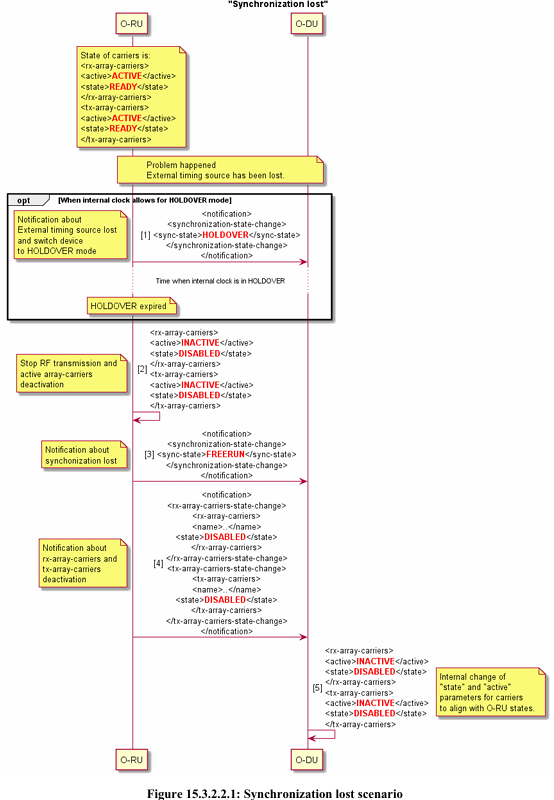 "Synchronization lost"
O-RU
O-DU
State of carriers is:
<rx-array-carriers>
<active>ACTIVE</active>
<state>READY</state>
</rx-array-carriers>
<tx-array-carriers>
<active>ACTIVE</active>
<state>READY</state>
</tx-array-carriers>
Problem happened
External timing source has been lost.
opt
[When internal clock allows for HOLDOVER mode]
Notification about
External timing source lost
and switch device
to HOLDOVER mode
<notification>
<synchronization-state-change>
[1] <sync-state>HOLDOVER</sync-state>
</synchronization-state-change>
</notification>
Time when internal clock is in HOLDOVER
HOLDOVER expired
Stop RF transmission and
active array-carriers
deactivation
<rx-array-carriers>
<active>INACTIVE</active>
<state>DISABLED</state>
[2] </rx-array-carriers>
<tx-array-carriers>
<active>INACTIVE</active>
<state>DISABLED</state>
</tx-array-carriers>
Notification about
synchonization lost
<notification>
<synchronization-state-change>
[3] <sync-state>FREERUN</sync-state>
</synchronization-state-change>
</notification>
Notification about
rx-array-carriers and
tx-array-carriers
deactivation
<notification>
<rx-array-carriers-state-change>
<rx-array-carriers>
<name>..</name>
<state>DISABLED</state>
</rx-array-carriers>
[4] </rx-array-carriers-state-change>
<tx-array-carriers-state-change>
<tx-array-carriers>
<name>..</name>
<state>DISABLED</state>
</tx-array-carriers>
</tx-array-carriers-state-change>
</notification>
<rx-array-carriers>
<active>INACTIVE</active>
<state>DISABLED</state>
[5] </rx-array-carriers>
<tx-array-carriers>
<active>INACTIVE</active>
<state>DISABLED</state>
</tx-array-carriers>
Internal change of
"state" and "active"
parameters for carriers
to align with O-RU states.
O-RU
O-DU
Figure 15.3.2.2.1: Synchronization lost scenario